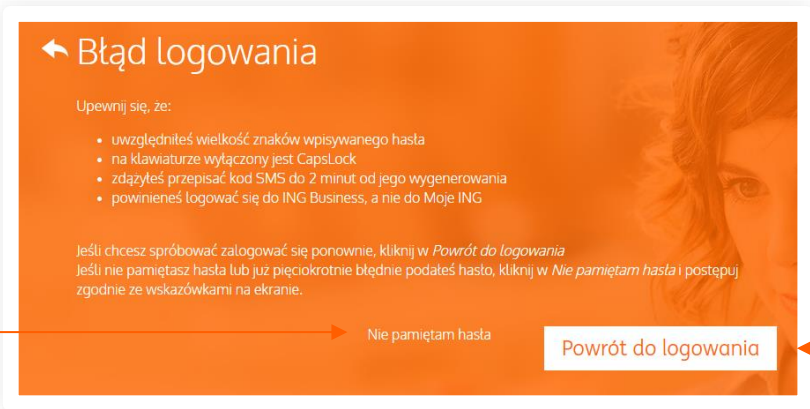 Błąd logowania
Upewnij się, że:
• uwzględniłeś wielkość znaków wpisywanego hasła
• na klawiaturze wyłączony jest CapsLock
• zdążyłeś przepisać kod SMS do 2 minut od jego wygenerowania
• powinieneś logować się do ING Business, a nie do Moje ING
Jeśli chcesz spróbować zalogować się ponownie, kliknij w Powrót do logowania
Jeśli nie pamiętasz hasła lub już pięciokrotnie błędnie podałeś hasło, kliknij w Nie pamiętam hasła i postępuj
zgodnie ze wskazówkami na ekranie.
Nie pamiętam hasła
Powrót do logowania